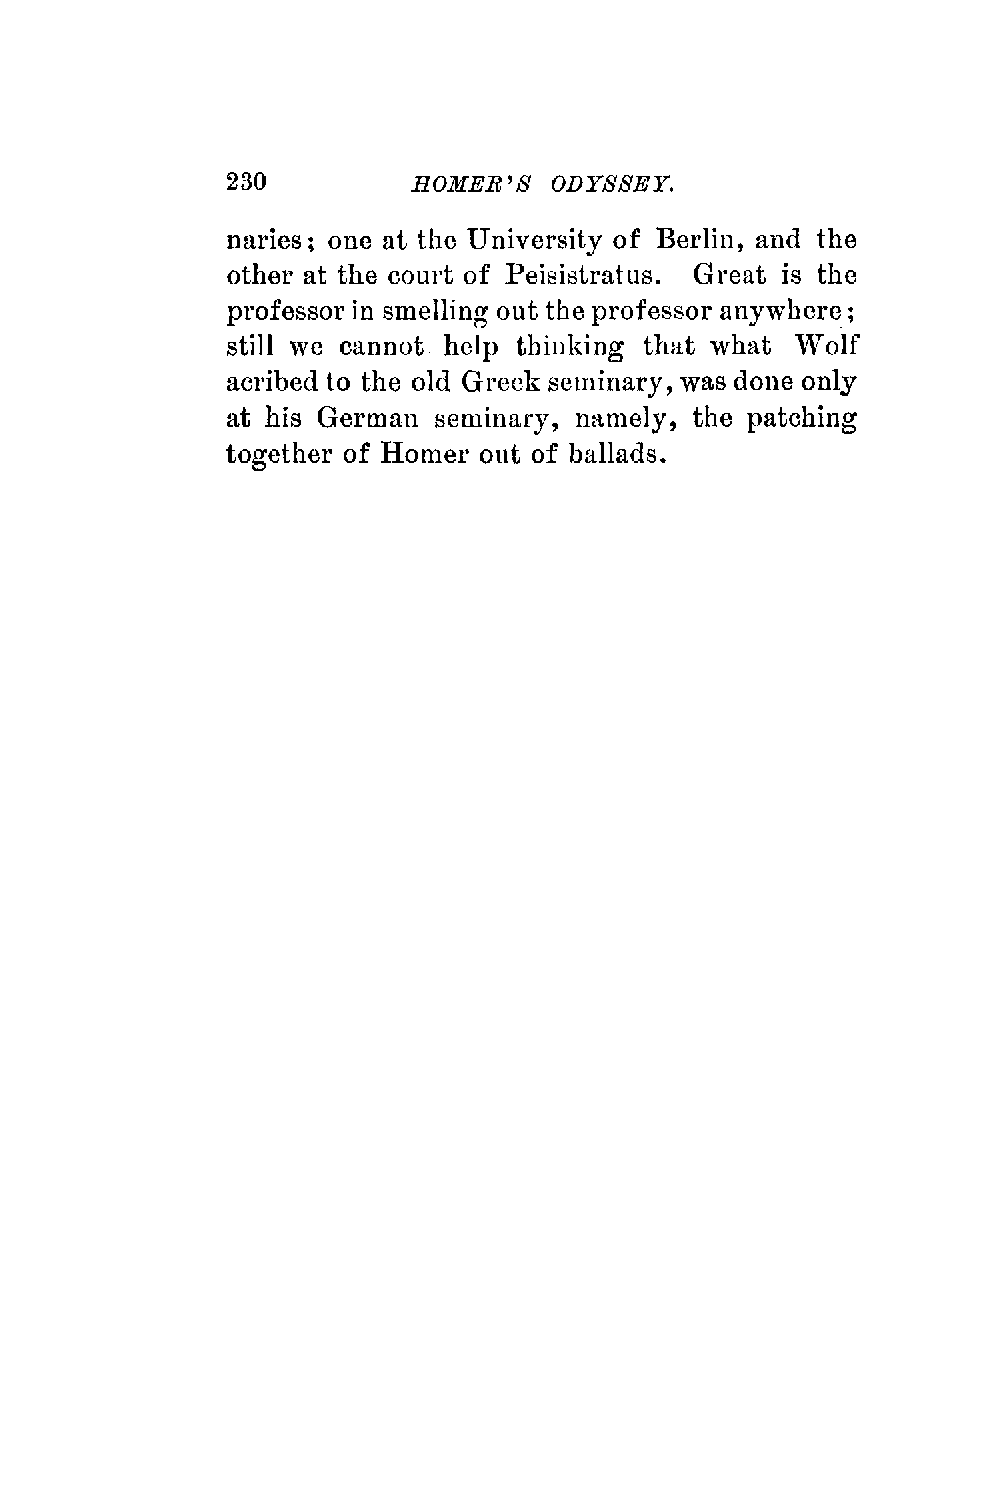 230 HOMER'S ODYSSEY.
naries; one at the University of Berlin, and the
other at the court of Peisistratus. Great is the
professor in smelling out the professor anywhere;
still we cannot help thinking that what Wolf
acribed to the old Greek seminary, was done only
at his German seminary, namely, the patching
together of Homer out of ballads.